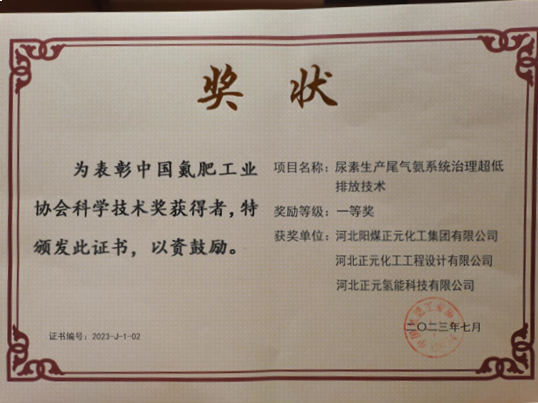 奖状
为表彰中国氮肥工业
协会科学技术奖获得者，特
颁发此证书，以资鼓励。
证书编号：2023-J-1-02
项目名称：尿素生产尾气氨系统治理超低
排放技术
奖励等级：一等奖
获奖单位：河北阳煤正元化工集团有限公司
河北正元化工工程设计有限公司
河北正元氢能科技有限公司
二〇二三年七月